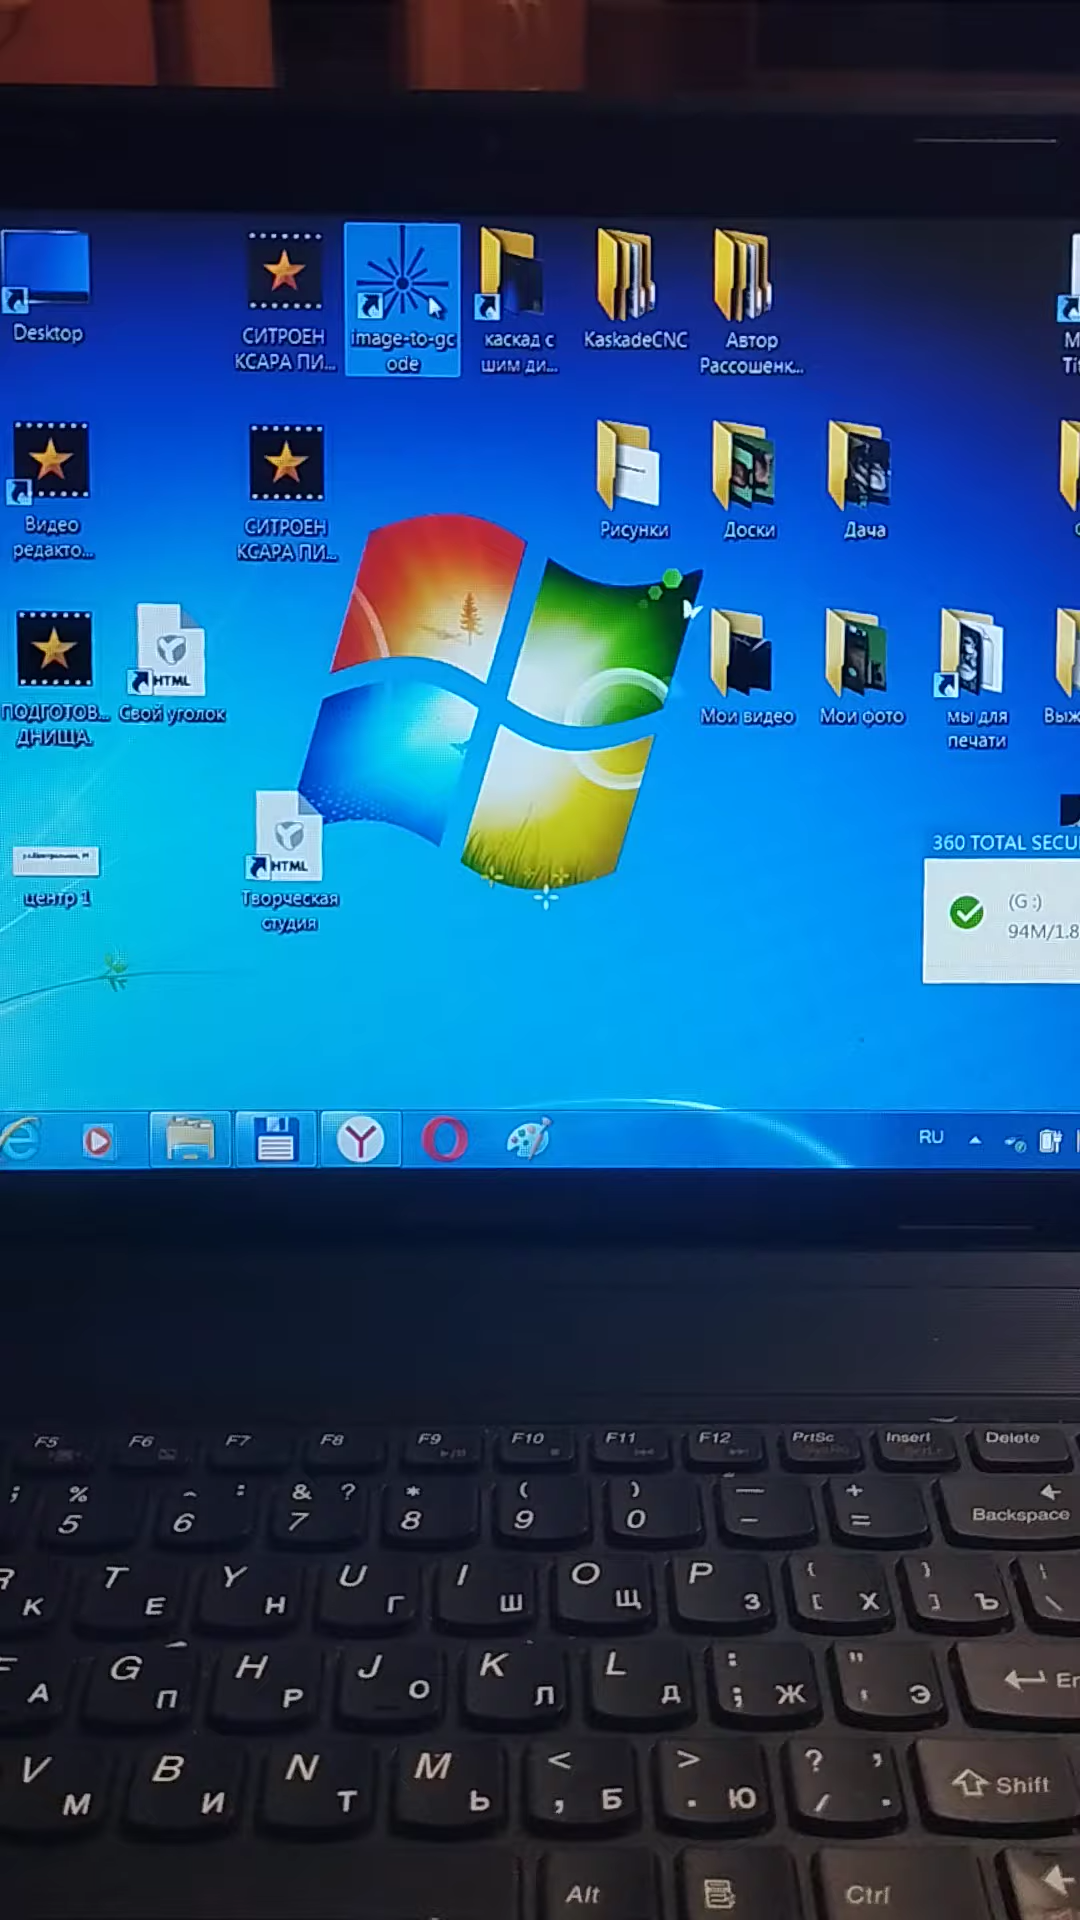 Desktop
СИТРОЕН
КСАРА ПИ...
image-to-gc
ode
каскад с
шим ди...
KaskadeCNC
Автор
Рассошенк...
M
Ti
Видео
редакто...
СИТРОЕН
КСАРА ПИ...
Рисунки
Доски
Дача
HTML
ПОДГОТОВ...
ДНИЩА.
Свой уголок
Мои видео
Мои фото
мы для
печати
Выж
HTML
центр 1
Творческая
студия
360 TOTAL SECU
(G:)
94M/1.8
RU
F5 F6 F7 F8 F9 F10 F11 F12 PrtSc Insert Delete
; % ^ : & ? * ( ) — +
5 6 7 8 9 0 - = Backspace
T Y U I O P { }
К Е Н Г Ш Щ З [ Х ] Ъ \
G H J K L : "
А П Р О Л Д ; Ж ' Э En
V B N M < > ? ,
М И Т Ь , Б . Ю / . Shift
Alt Ctrl